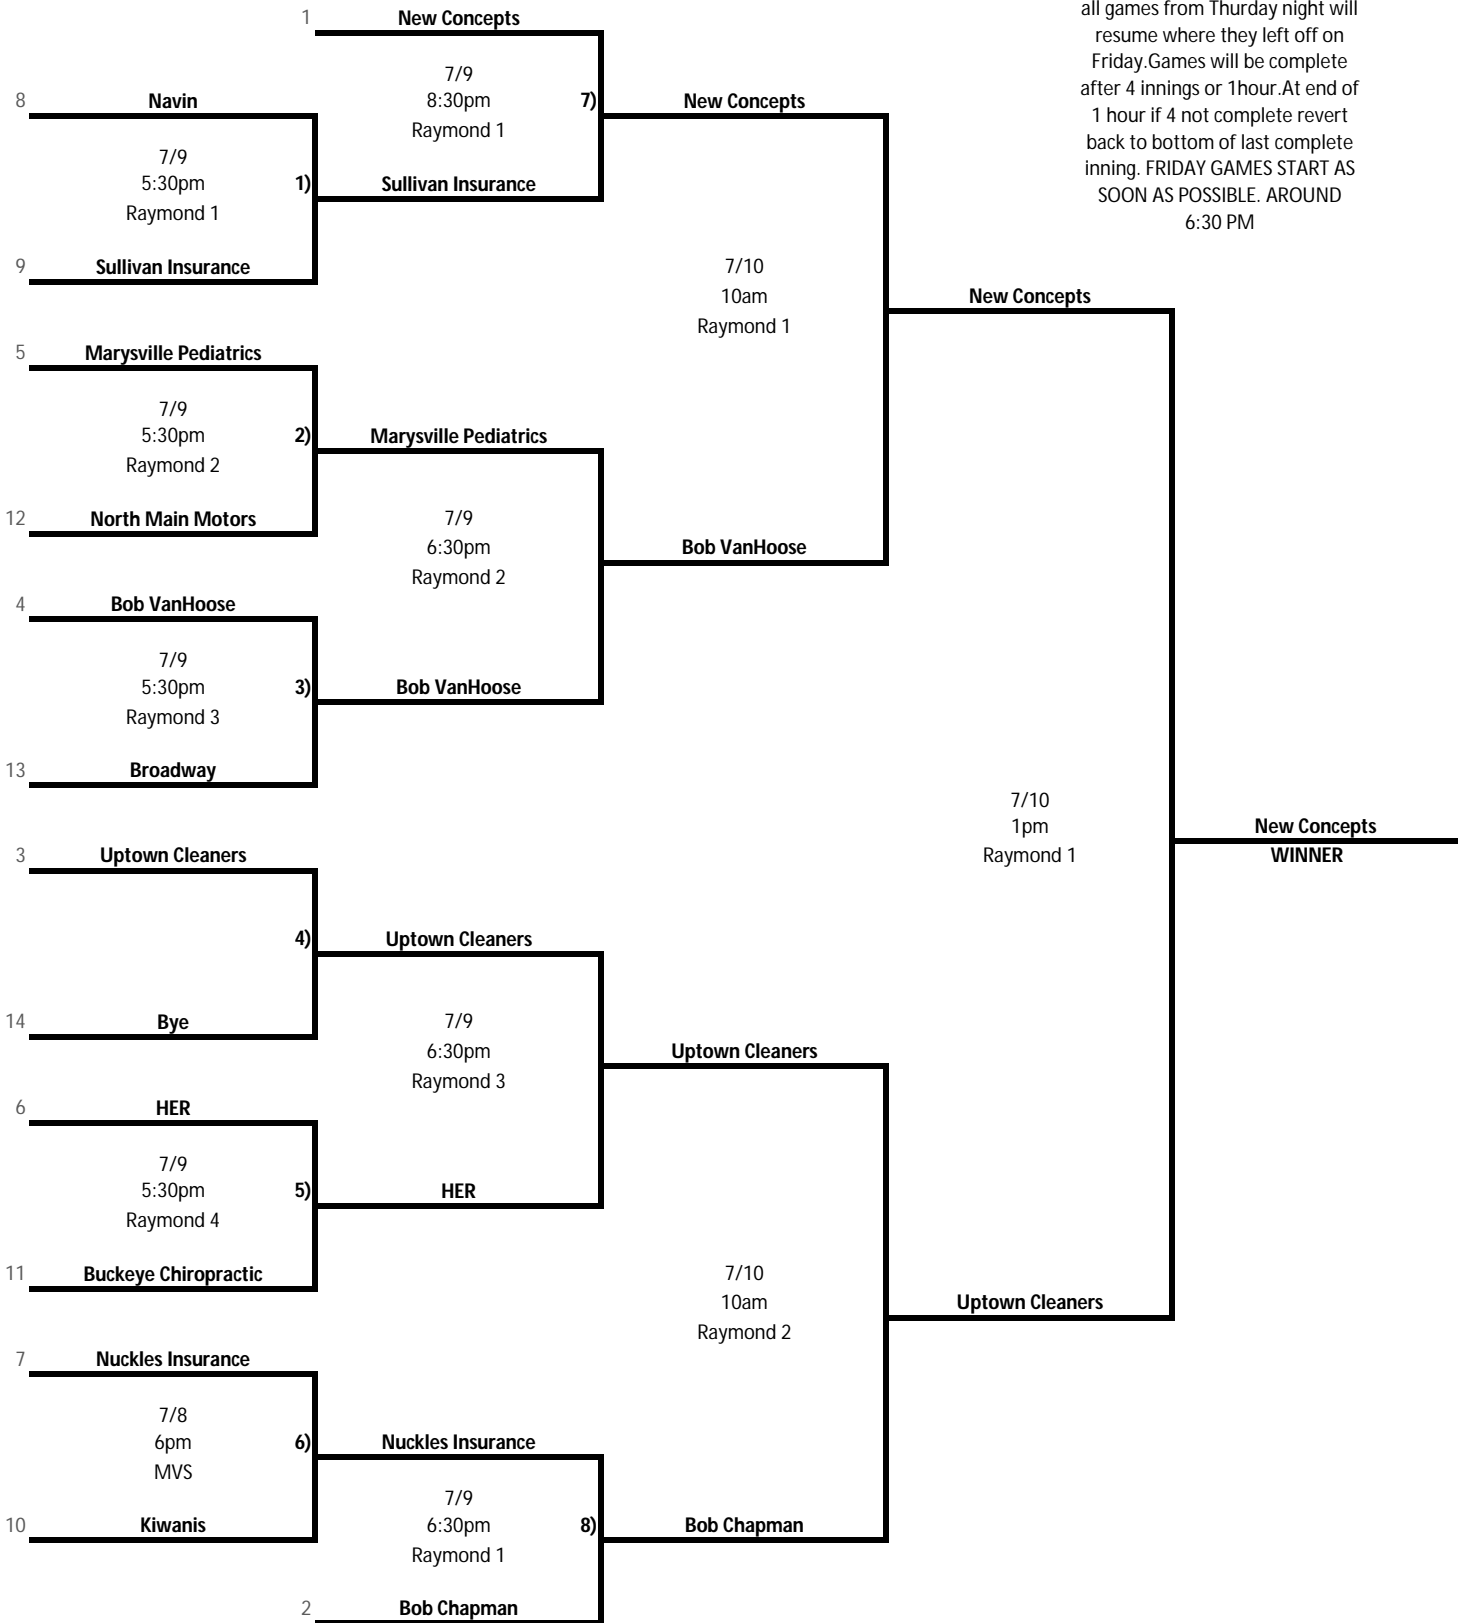 all games from Thurday night will
resume where they left off on
Friday.Games will be complete
after 4 innings or 1hour.At end of
1 hour if 4 not complete revert
back to bottom of last complete
inning. FRIDAY GAMES START AS
SOON AS POSSIBLE. AROUND
6:30 PM
1 New Concepts
7/9
8:30pm 7)
Raymond 1
8 Navin
New Concepts
7/9
5:30pm 1)
Raymond 1
Sullivan Insurance
9 Sullivan Insurance
7/10
10am
Raymond 1
New Concepts
5 Marysville Pediatrics
7/9
5:30pm 2)
Raymond 2
Marysville Pediatrics
12 North Main Motors
7/9
6:30pm
Raymond 2
Bob VanHoose
4 Bob VanHoose
7/9
5:30pm 3)
Raymond 3
Bob VanHoose
13 Broadway
7/10
1pm
Raymond 1
New Concepts
WINNER
3 Uptown Cleaners
4)
Uptown Cleaners
14 Bye
7/9
6:30pm
Raymond 3
Uptown Cleaners
6 HER
7/9
5:30pm 5)
Raymond 4
HER
11 Buckeye Chiropractic
7/10
10am
Raymond 2
Uptown Cleaners
7 Nuckles Insurance
7/8
6pm 6)
MVS
Nuckles Insurance
10 Kiwanis
7/9
6:30pm 8)
Raymond 1
Bob Chapman
2 Bob Chapman